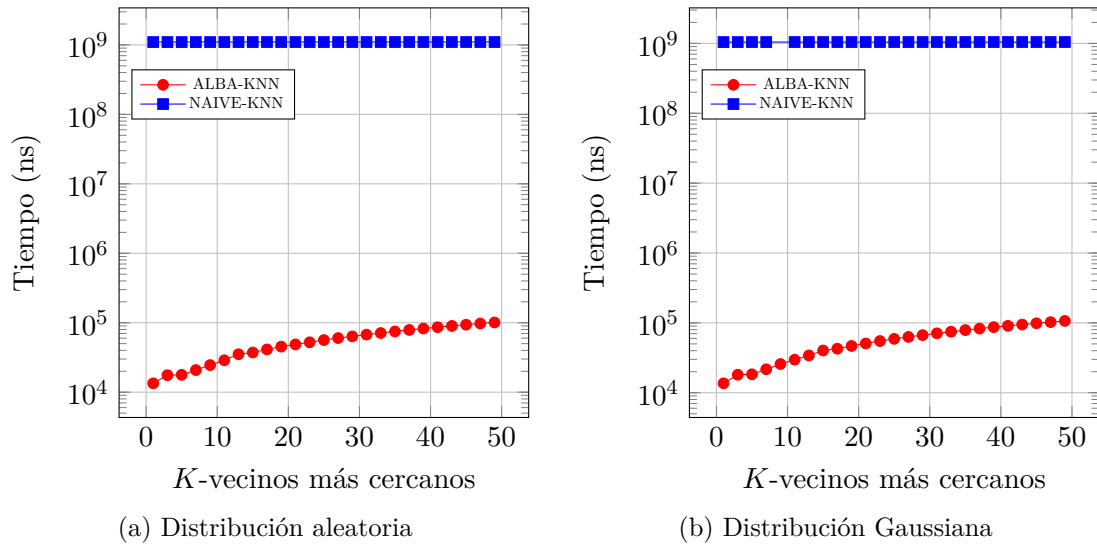 10^9
10^8
10^7
10^6
10^5
10^4
Tiempo (ns)
ALBA-KNN
NAIVE-KNN
0 10 20 30 40 50
K-vecinos más cercanos
(a) Distribución aleatoria
10^9
10^8
10^7
10^6
10^5
10^4
Tiempo (ns)
ALBA-KNN
NAIVE-KNN
0 10 20 30 40 50
K-vecinos más cercanos
(b) Distribución Gaussiana